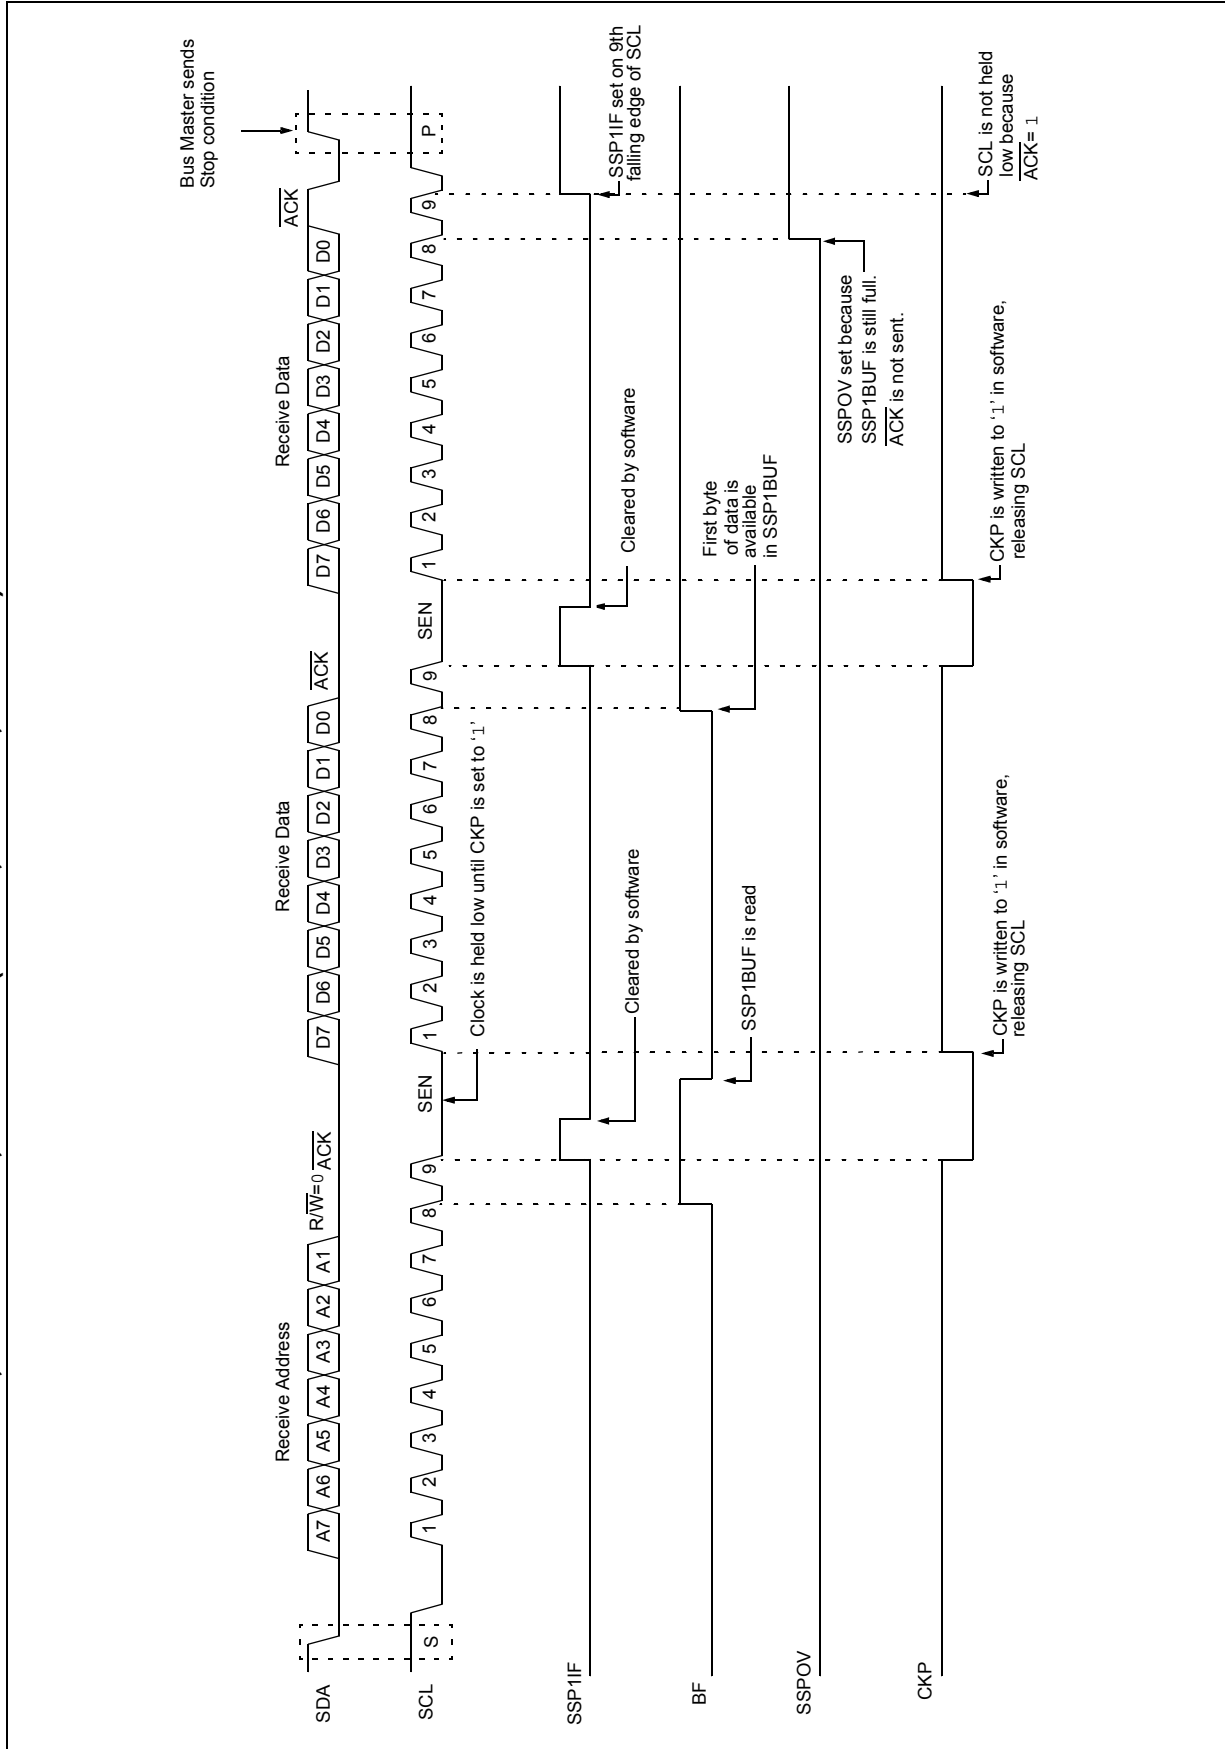 Bus Master sends
Stop condition
Receive Address
Receive Data
Receive Data
R/W=0 ACK
ACK
ACK
SDA
A7 A6 A5 A4 A3 A2 A1
D7 D6 D5 D4 D3 D2 D1 D0
D7 D6 D5 D4 D3 D2 D1 D0
SCL
S
1 2 3 4 5 6 7 8 9
SEN
1 2 3 4 5 6 7 8 9
SEN
1 2 3 4 5 6 7 8 9
P
Clock is held low until CKP is set to ‘1’
SSP1IF
Cleared by software
Cleared by software
SSP1IF set on 9th
falling edge of SCL
BF
SSP1BUF is read
First byte
of data is
available
in SSP1BUF
SSPOV
SSPOV set because
SSP1BUF is still full.
ACK is not sent.
CKP
CKP is written to ‘1’ in software,
releasing SCL
CKP is written to ‘1’ in software,
releasing SCL
SCL is not held
low because
ACK= 1